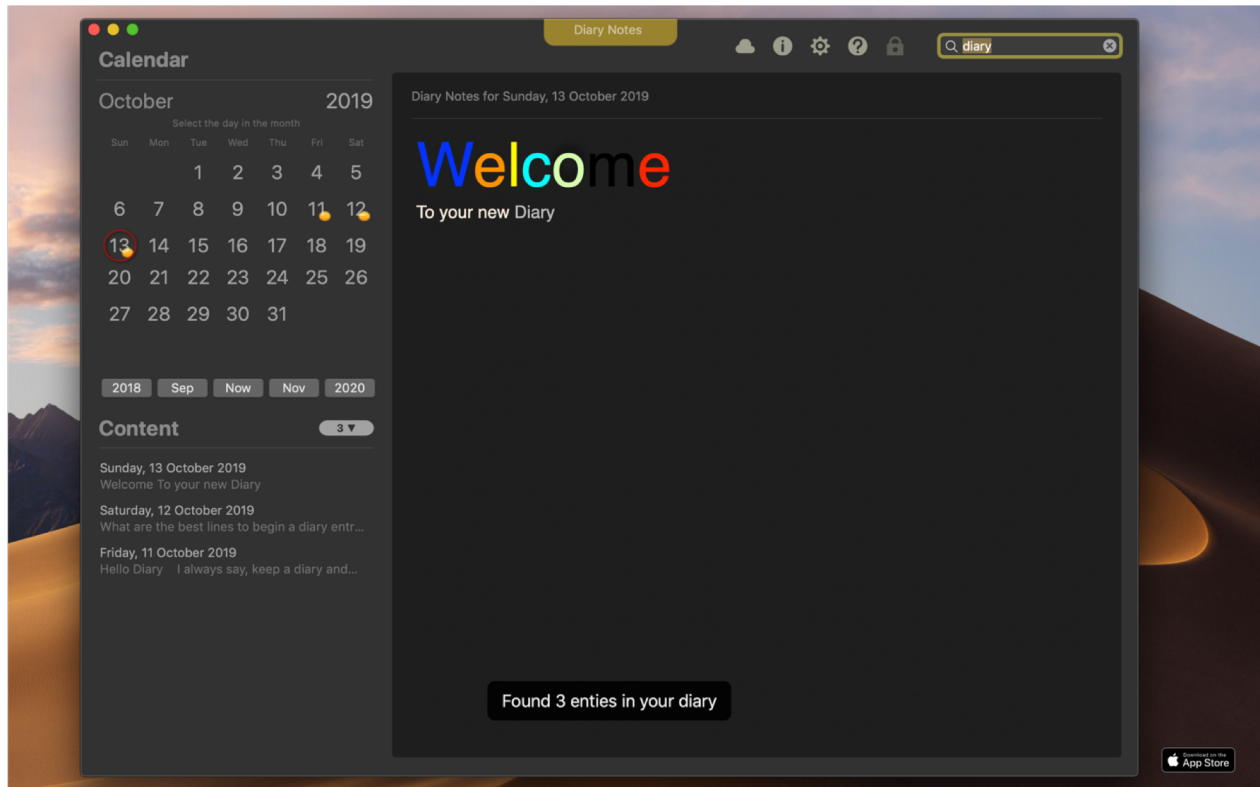 Diary Notes
diary
Calendar
October 2019
Select the day in the month
Sun Mon Tue Wed Thu Fri Sat
1 2 3 4 5
6 7 8 9 10 11 12
13 14 15 16 17 18 19
20 21 22 23 24 25 26
27 28 29 30 31
2018 Sep Now Nov 2020
Content 3 ▼
Sunday, 13 October 2019
Welcome To your new Diary
Saturday, 12 October 2019
What are the best lines to begin a diary entr...
Friday, 11 October 2019
Hello Diary I always say, keep a diary and...
Diary Notes for Sunday, 13 October 2019
Welcome
To your new Diary
Found 3 enties in your diary
Download on the
App Store